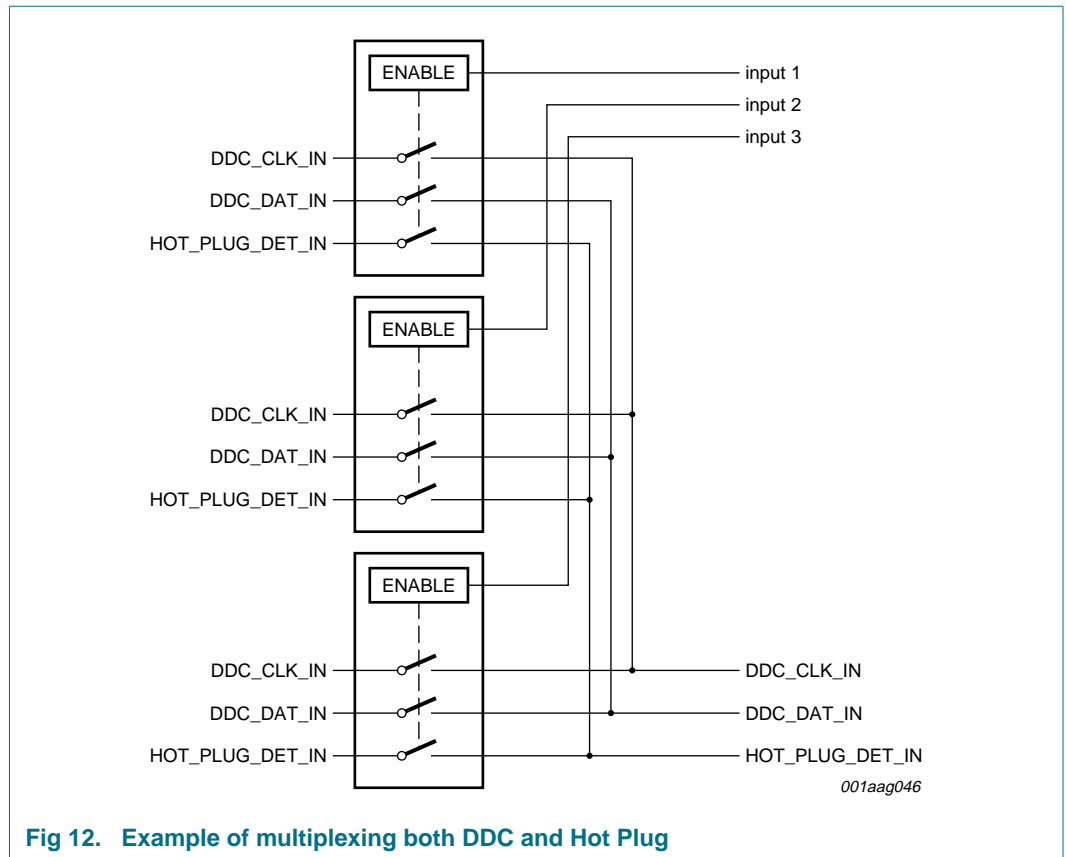 ENABLE
input 1
input 2
input 3
DDC_CLK_IN
DDC_DAT_IN
HOT_PLUG_DET_IN
ENABLE
DDC_CLK_IN
DDC_DAT_IN
HOT_PLUG_DET_IN
ENABLE
DDC_CLK_IN
DDC_CLK_IN
DDC_DAT_IN
DDC_DAT_IN
HOT_PLUG_DET_IN
HOT_PLUG_DET_IN
001aag046
Fig 12. Example of multiplexing both DDC and Hot Plug